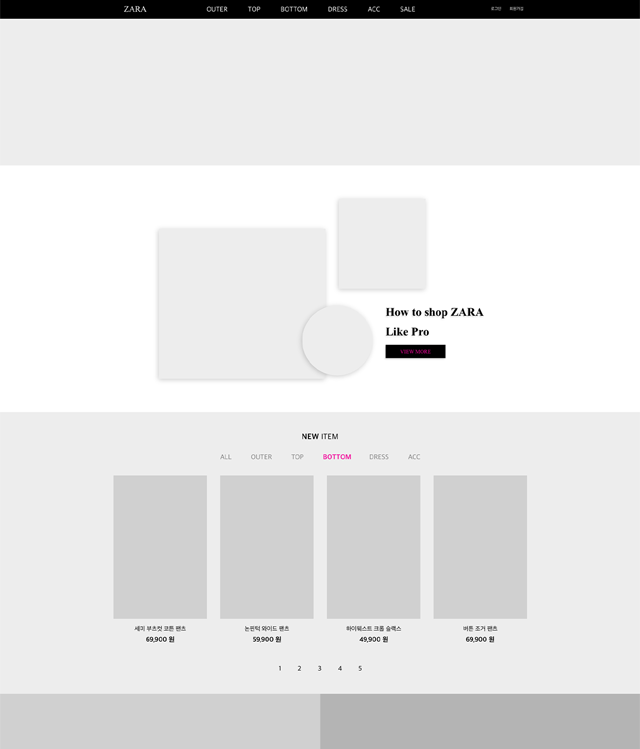 ZARA OUTER TOP BOTTOM DRESS ACC SALE 로그인 회원가입
How to shop ZARA
Like Pro
SEEK MORE
NEW ITEM
ALL OUTER TOP BOTTOM DRESS ACC
세미 부츠컷 코튼 팬츠 논핀턱 와이드 팬츠 하이웨스트 크롭 슬랙스 버튼 조거 팬츠
69,900 원 59,900 원 49,900 원 69,900 원
1 2 3 4 5